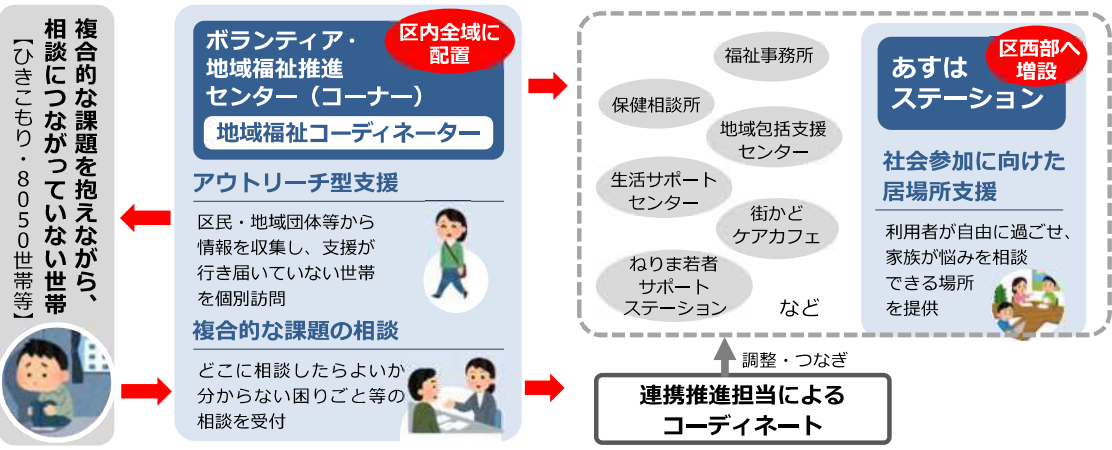 複合的な課題を抱えながら、
相談につながっていない世帯
【ひきこもり・8050世帯等】
ボランティア・
地域福祉推進
センター（コーナー）
区内全域に
配置
地域福祉コーディネーター
アウトリーチ型支援
区民・地域団体等から
情報を収集し、支援が
行き届いていない世帯
を個別訪問
複合的な課題の相談
どこに相談したらよいか
分からない困りごと等の
相談を受付
福祉事務所
保健相談所
地域包括支援
センター
生活サポート
センター
街かど
ケアカフェ
ねりま若者
サポート
ステーション
など
あすは
ステーション
区西部へ
増設
社会参加に向けた
居場所支援
利用者が自由に過ごせ、
家族が悩みを相談
できる場所
を提供
調整・つなぎ
連携推進担当による
コーディネート